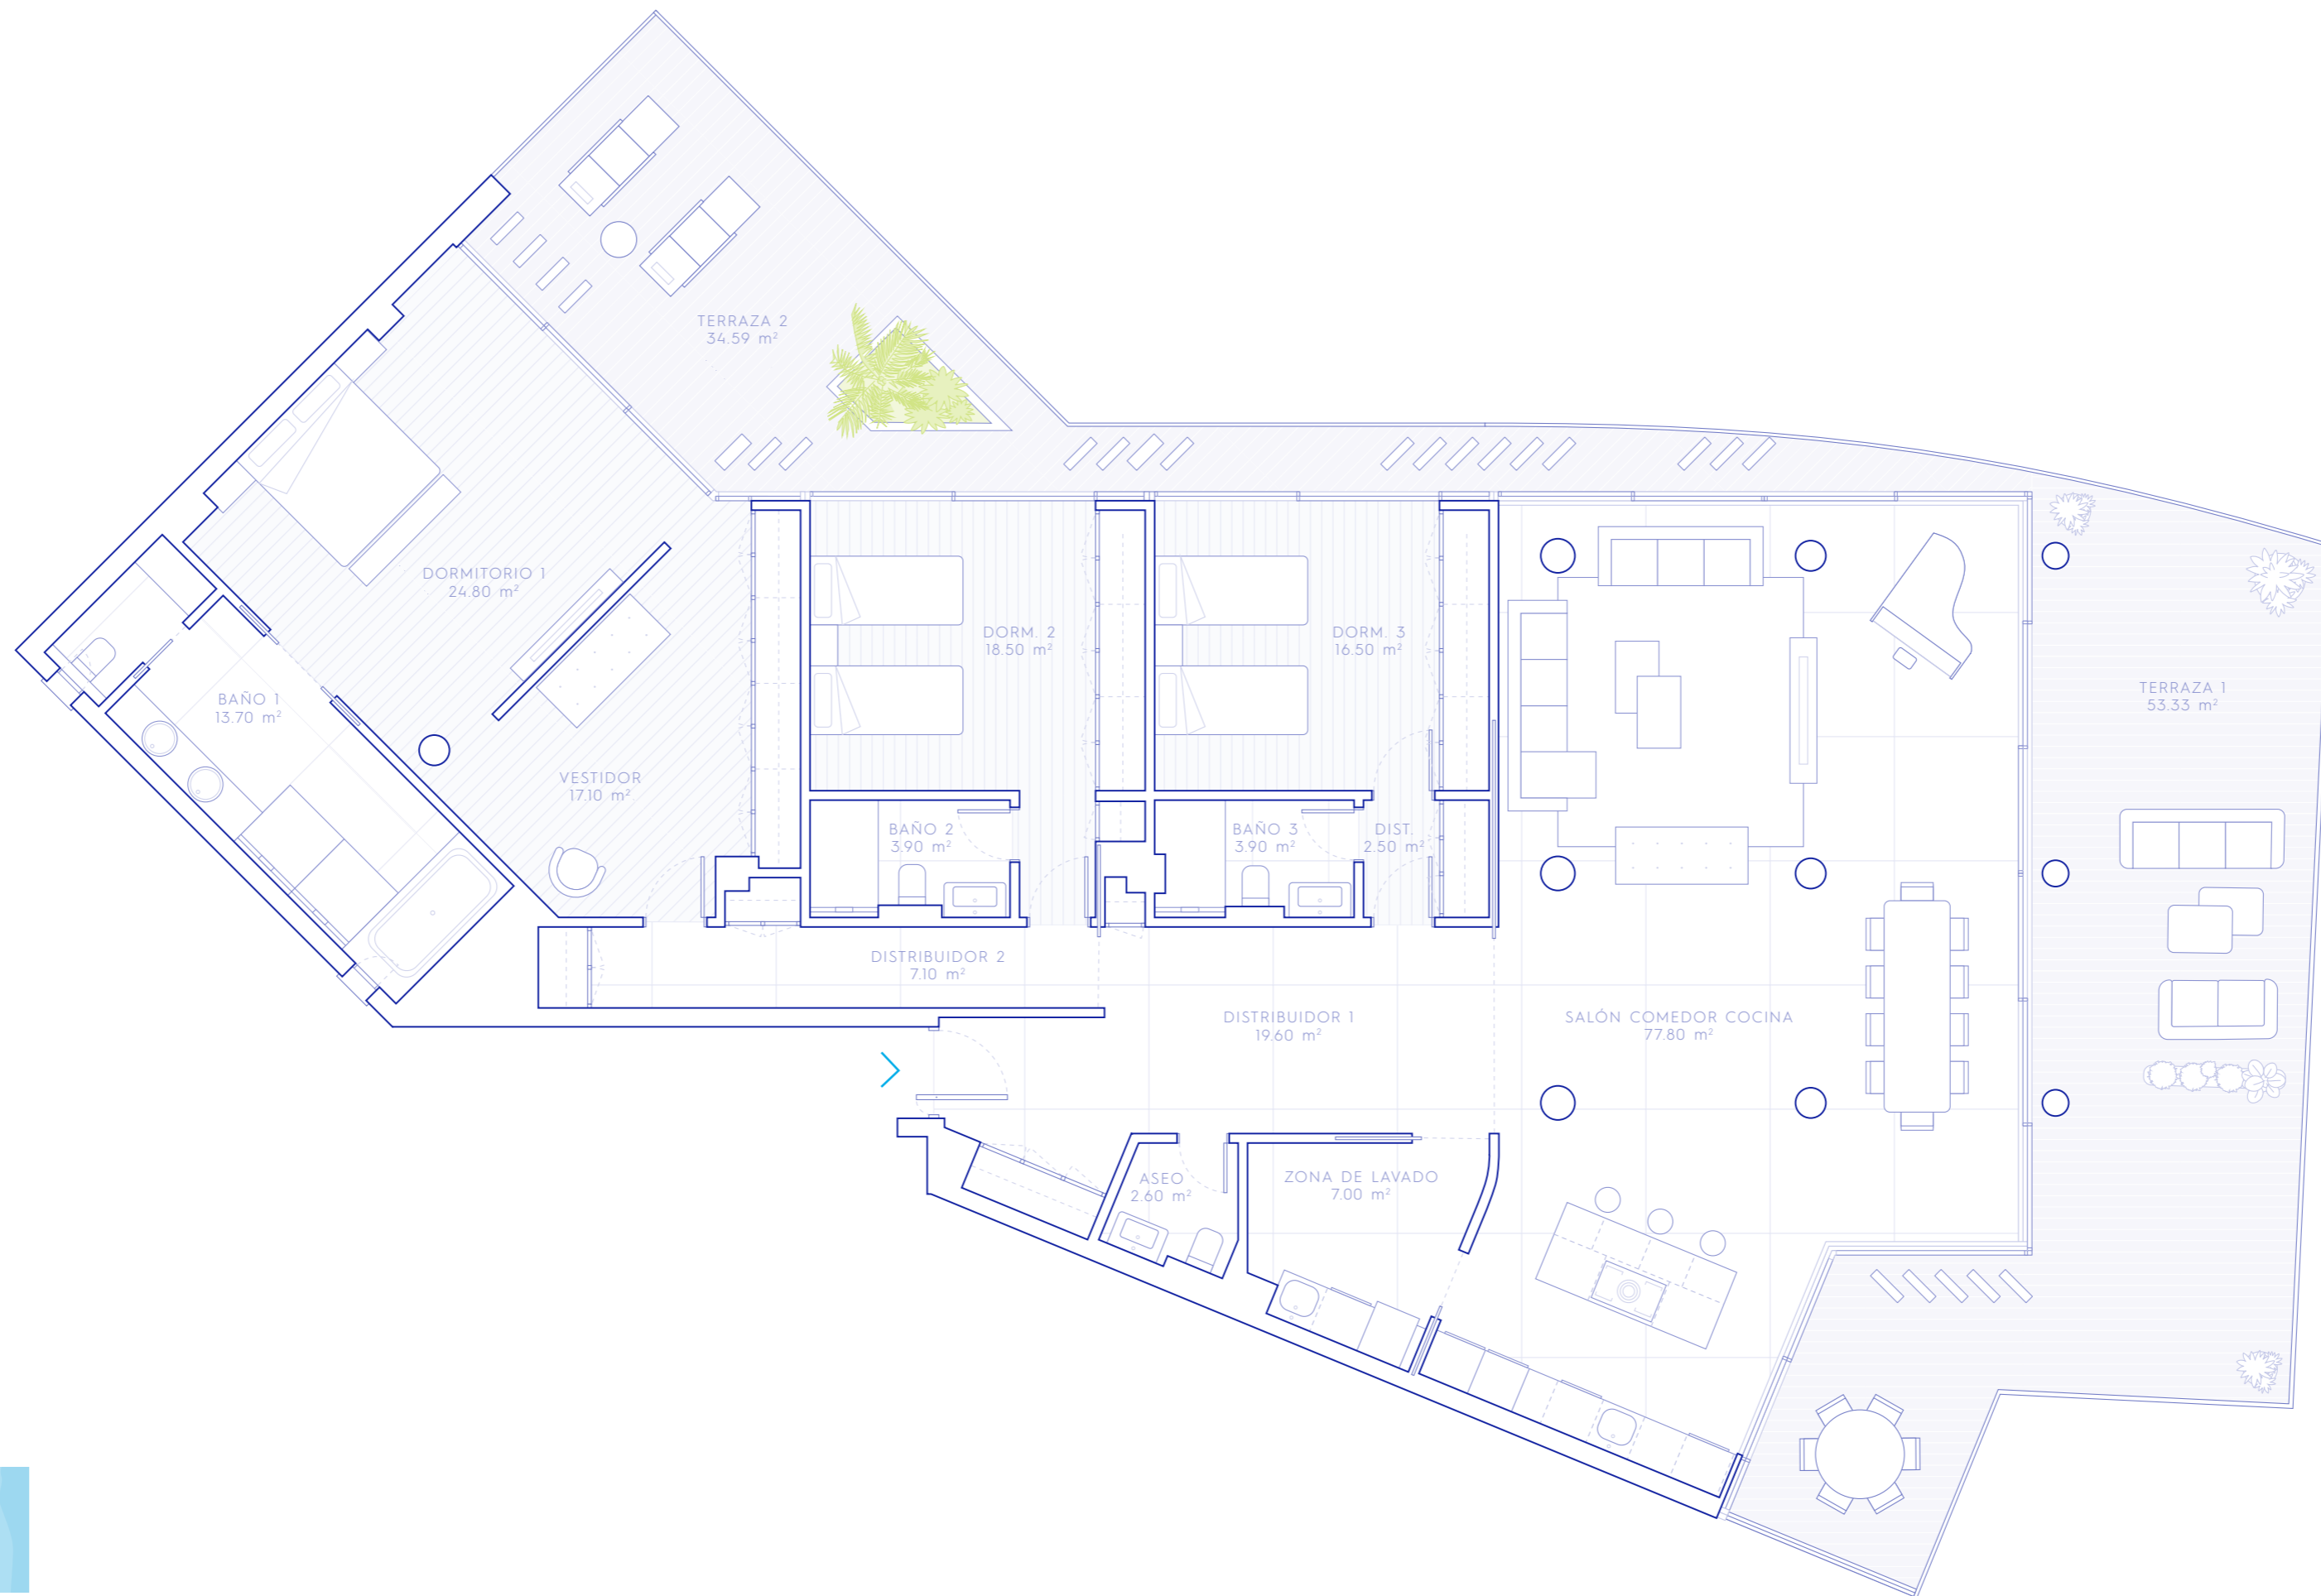 TERRAZA 2
34.59 m²
DORMITORIO 1
24.80 m²
DORM. 2
18.50 m²
DORM. 3
16.50 m²
TERRAZA 1
53.33 m²
BAÑO 1
13.70 m²
VESTIDOR
17.10 m²
BAÑO 2
3.90 m²
BAÑO 3
3.90 m²
DIST.
2.50 m²
DISTRIBUIDOR 2
7.10 m²
DISTRIBUIDOR 1
19.60 m²
SALÓN COMEDOR COCINA
77.80 m²
ASEO
2.60 m²
ZONA DE LAVADO
7.00 m²